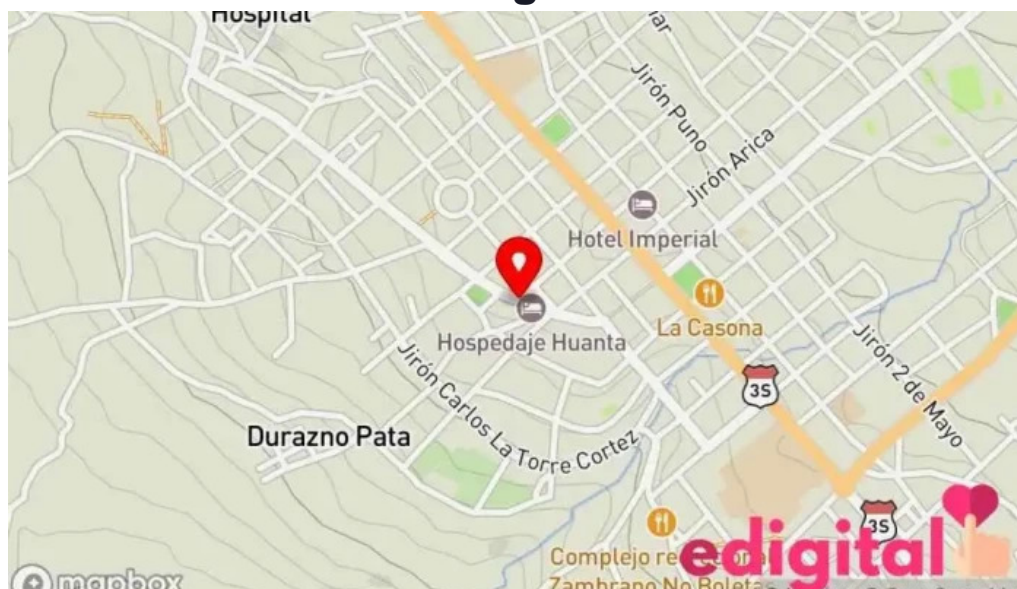 Hospital
Jirón Puno
Jirón Arica
Hotel Imperial
La Casona
Hospedaje Huanta
3S
Jirón 2 de Mayo
Jirón Carlos La Torre Cortez
Durazno Pata
3S
edigital
Complejo re
Zambrano No Boletas
mapbox